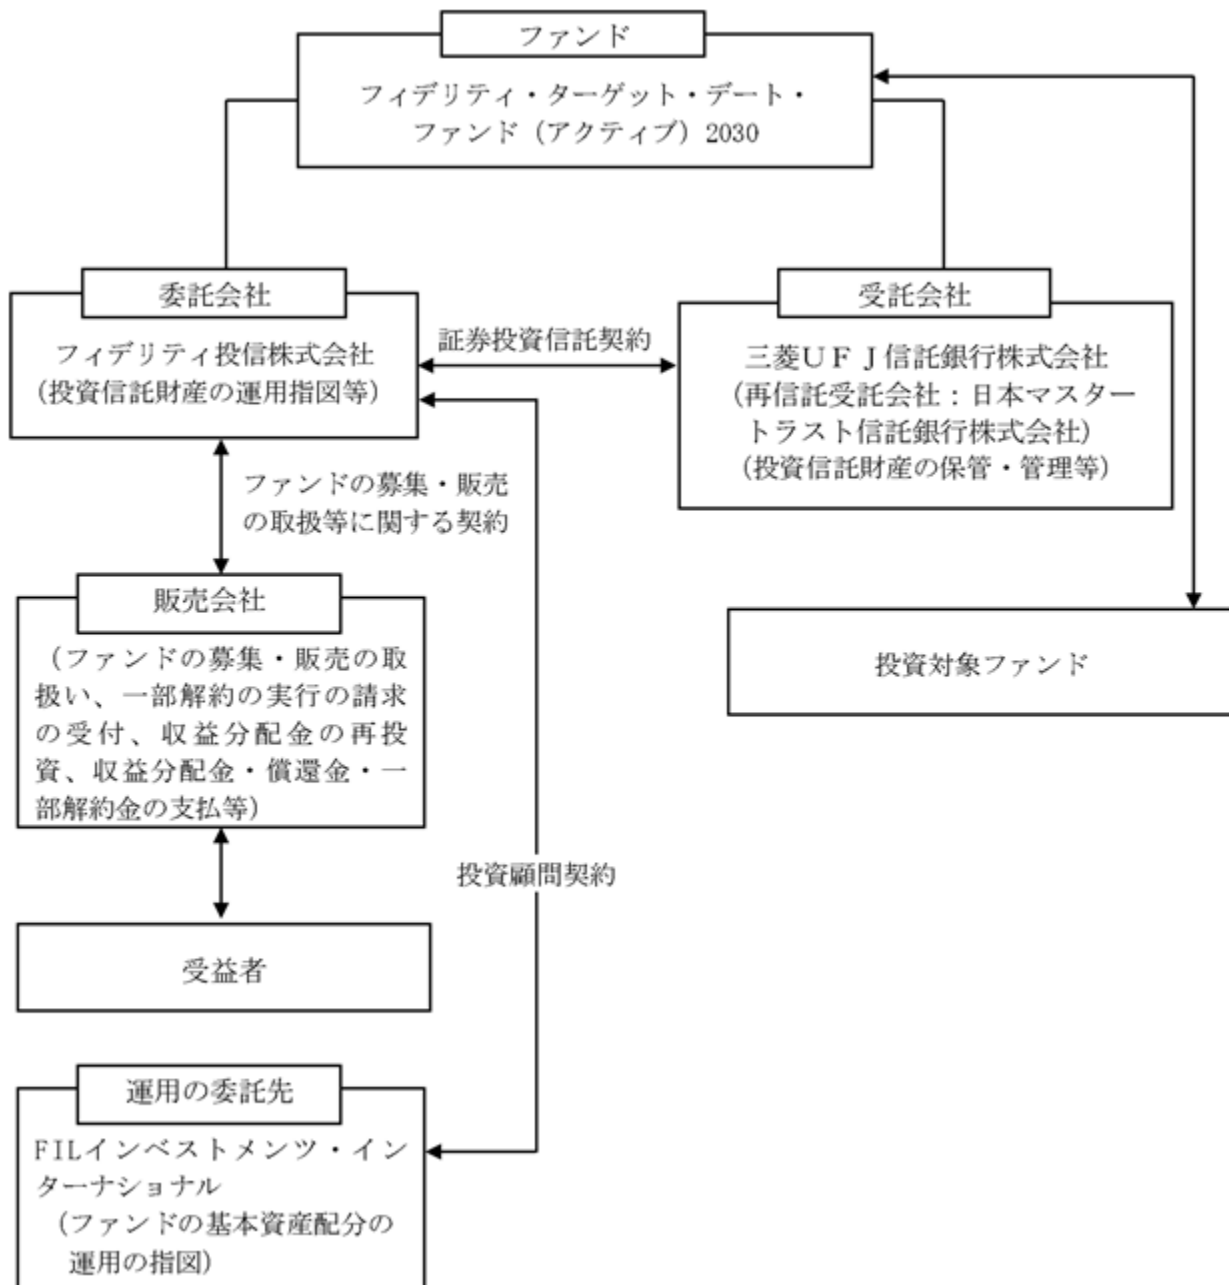 ファンド
フィデリティ・ターゲット・デート・
ファンド（アクティブ）2030
委託会社
フィデリティ投信株式会社
（投資信託財産の運用指図等）
証券投資信託契約
受託会社
三菱ＵＦＪ信託銀行株式会社
（再信託受託会社：日本マスター
トラスト信託銀行株式会社）
（投資信託財産の保管・管理等）
ファンドの募集・販売
の取扱等に関する契約
販売会社
（ファンドの募集・販売の取
扱い、一部解約の実行の請求
の受付、収益分配金の再投
資、収益分配金・償還金・一
部解約金の支払等）
投資対象ファンド
投資顧問契約
受益者
運用の委託先
FILインベストメンツ・イン
ターナショナル
（ファンドの基本資産配分の
運用の指図）